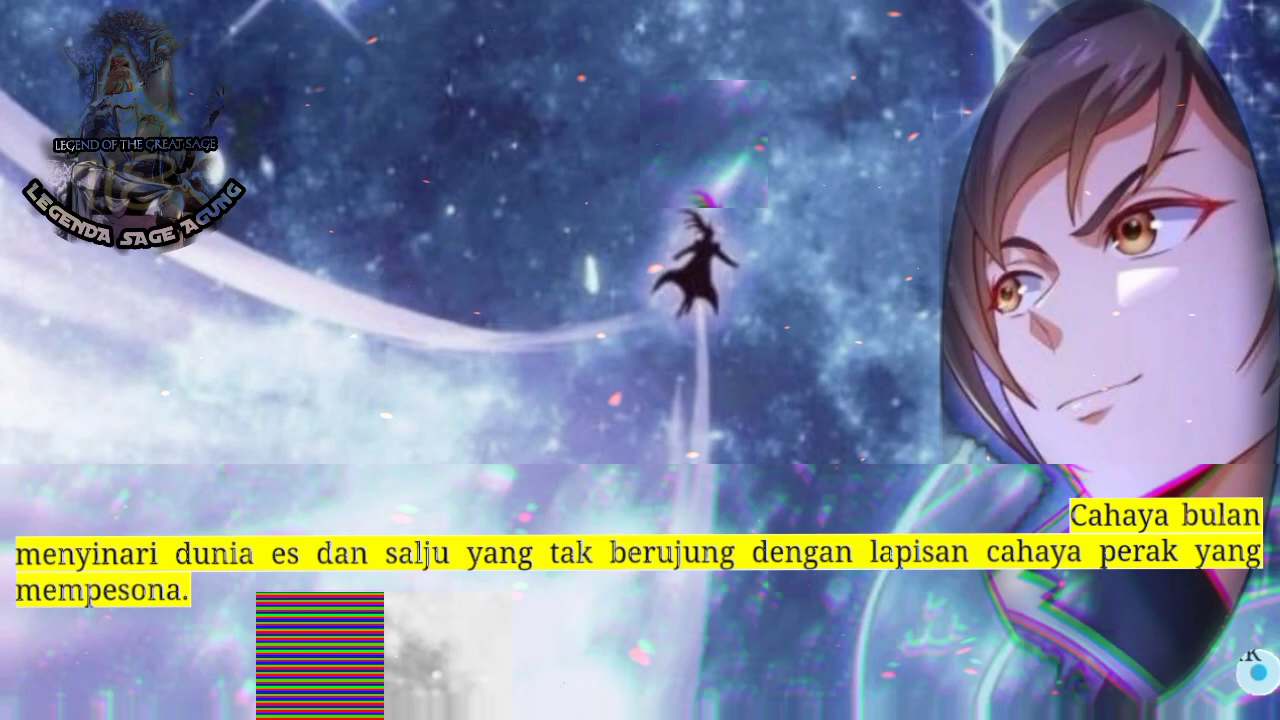 LEGEND OF THE GREAT SAGE
LEGENDA SAGE AGUNG
Cahaya bulan
menyinari dunia es dan salju yang tak berujung dengan lapisan cahaya perak yang
mempesona.